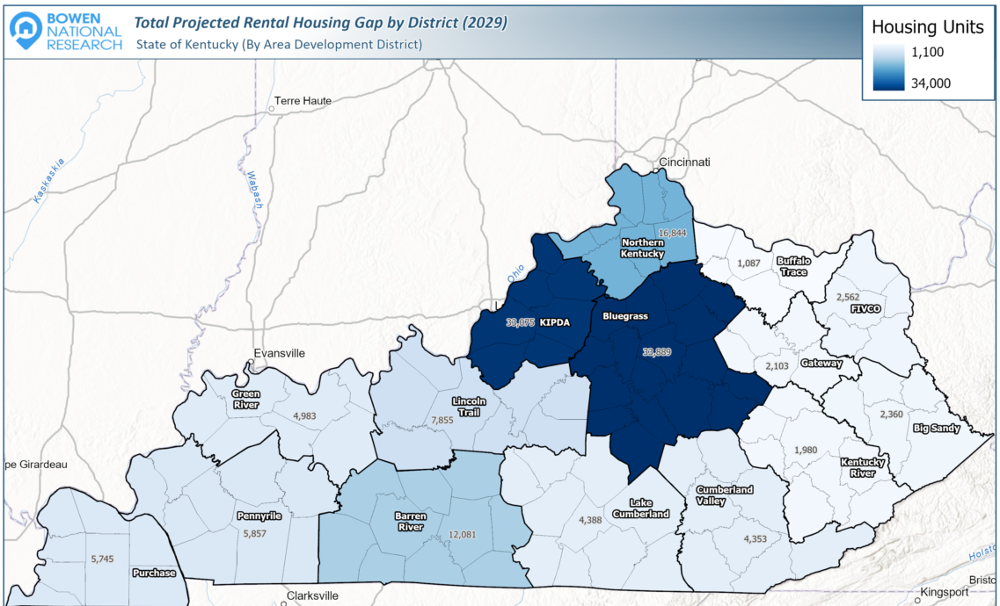 BOWEN
NATIONAL
RESEARCH
Total Projected Rental Housing Gap by District (2029)
State of Kentucky (By Area Development District)
Housing Units
1,100
34,000
Terre Haute
Kaskaskia
Wabash
Cincinnati
16,844
Northern
Kentucky
1,087
Buffalo
Trace
Ohio
2,562
FIVCO
L
33,075 KIPDA
Bluegrass
33,889
Evansville
2,103
Gateway
Green
River
4,983
Lincoln
Trail
7,855
2,360
Big Sandy
1,980
Kentucky
River
pe Girardeau
Cumberland
Valley
Lake
Cumberland
Pennyrile
5,857
Barren
River
12,081
4,388
4,353
5,745
Purchase
Holsto
Bristo
Clarksville
Kingsport